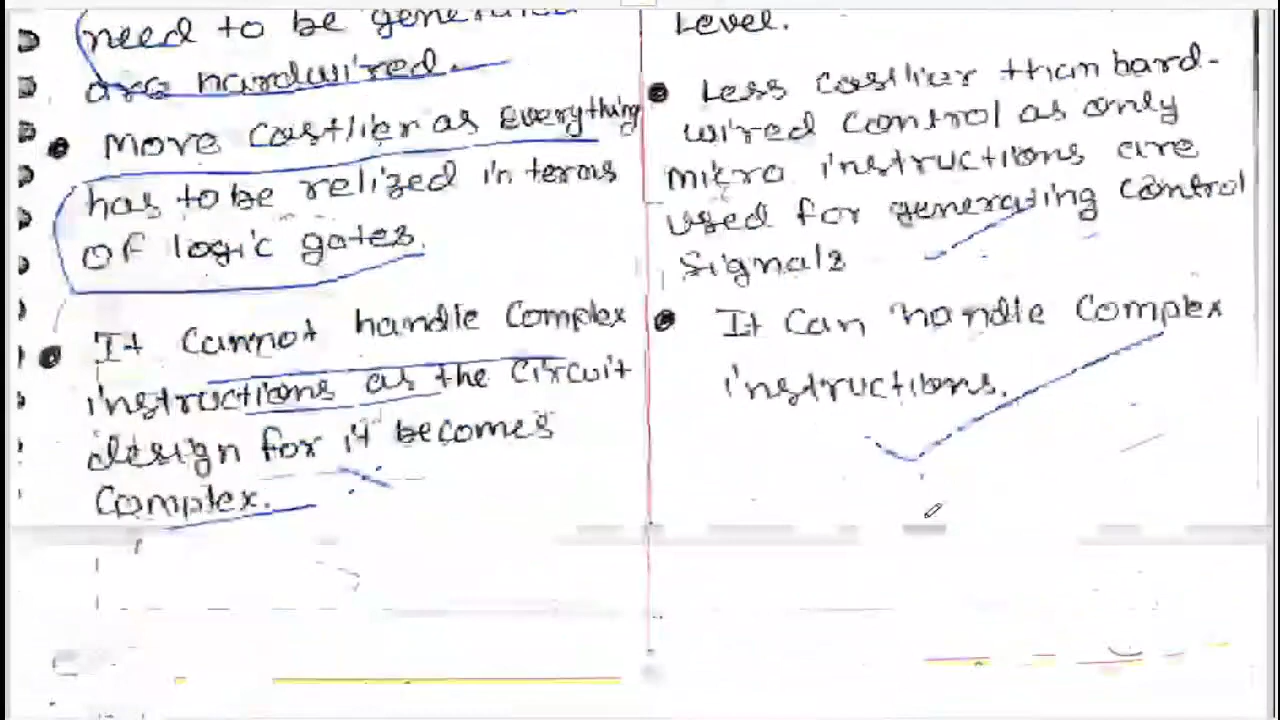 need to be generated
are hardwired.
More Costlier as Everything
has to be relized in terms
of logic gates.
It Cannot handle Complex
instructions as the Circuit
design for it becomes
Complex.
Level.
Less Costlier than hard-
wired Control as only
mikro instructions are
used for generating Control
Signals
It Can handle Complex
instructions.